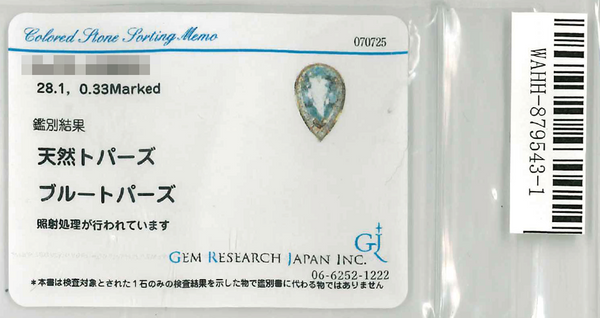 Colored Stone Sorting Memo
070725
28.1, 0.33Marked
鑑別結果
天然トパーズ
ブルートパーズ
照射処理が行われています
GJ
GEM RESEARCH JAPAN INC.
06-6252-1222
*本書は検査対象とされた1石のみの検査結果を示した物で鑑別書に代わる物ではありません
WAHH-879543-1